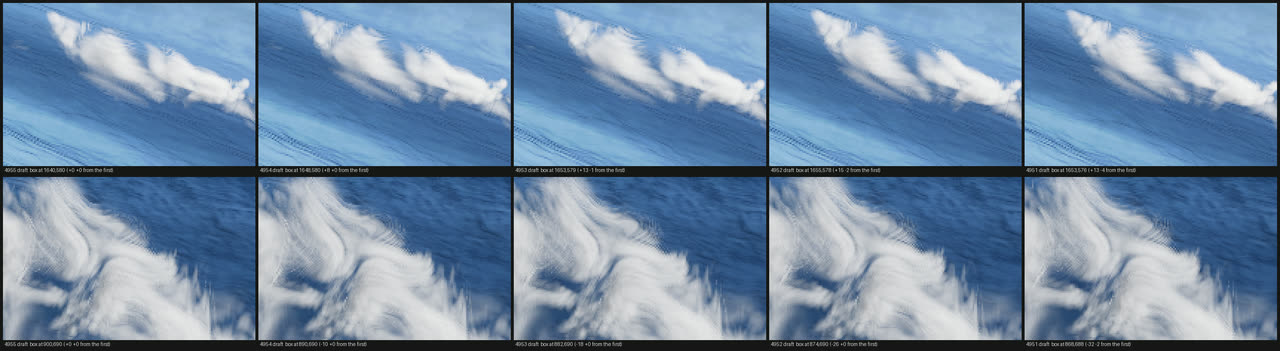 4955 draft box at 1640,580 (+0 +0 from the first)
4954 draft box at 1648,580 (+8 +0 from the first)
4953 draft box at 1653,579 (+13 -1 from the first)
4952 draft box at 1655,578 (+15 -2 from the first)
4951 draft box at 1653,576 (+13 -4 from the first)
4955 draft box at 900,690 (+0 +0 from the first)
4954 draft box at 890,690 (-10 +0 from the first)
4953 draft box at 882,690 (-18 +0 from the first)
4952 draft box at 874,690 (-26 +0 from the first)
4951 draft box at 868,688 (-32 -2 from the first)